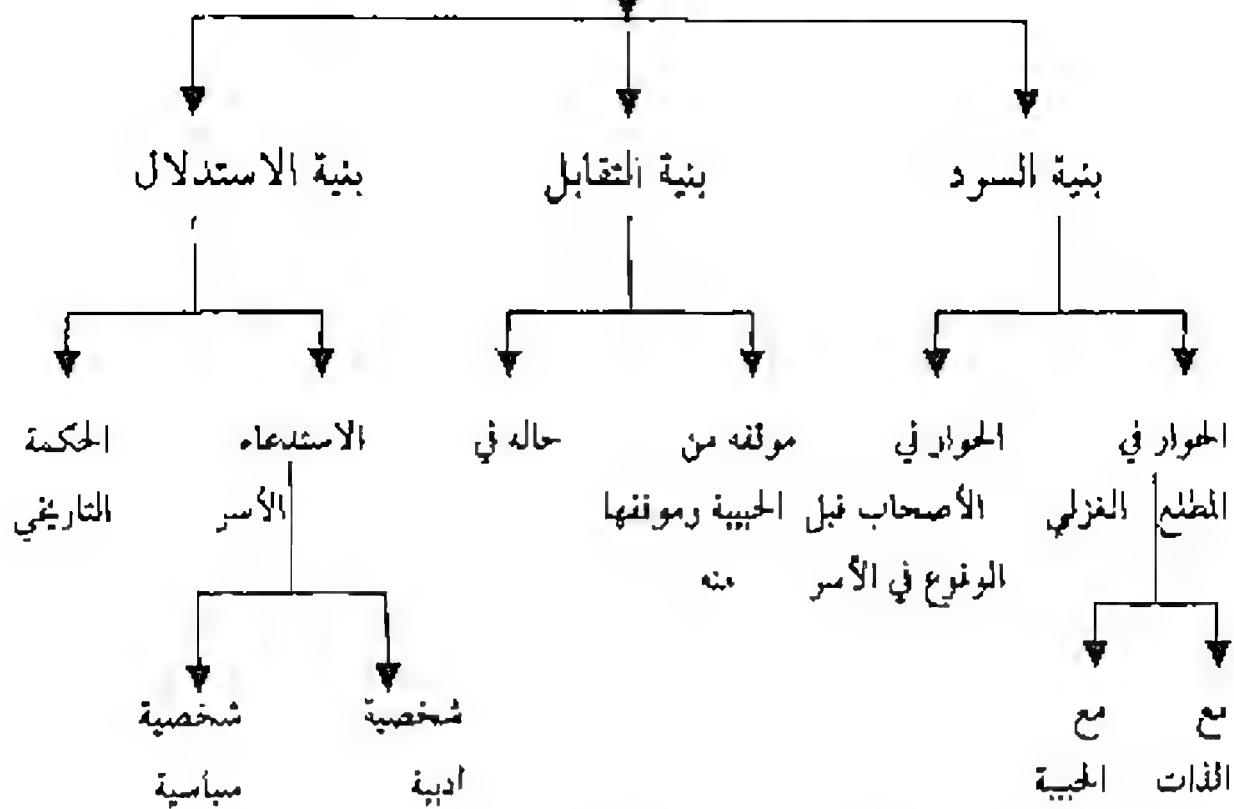 بنية السرد بنية التقابل بنية الاستدلال
الحوار في الحوار في موقفه من حاله في الاستدعاء الحكمة
المطلع الغزلي الأصحاب قبل الحبيبة وموقفها الأسر التاريخي
الوقوع في الأسر منه
مع مع شخصية شخصية
الذات الحبيبة ادبية سياسية